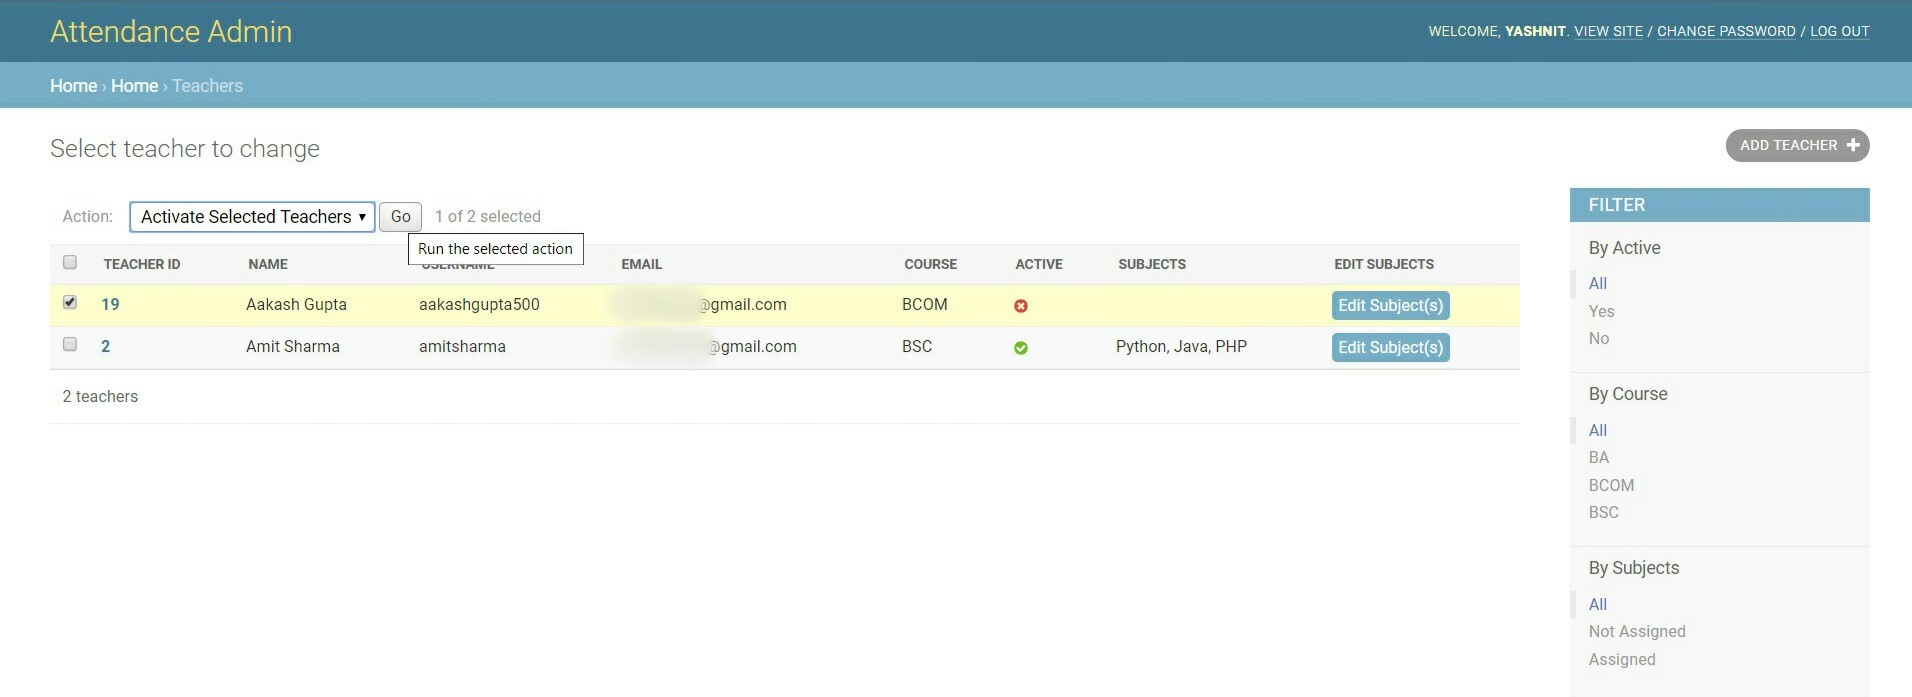 Attendance Admin
WELCOME, YASHNIT. VIEW SITE / CHANGE PASSWORD / LOG OUT
Home › Home › Teachers
Select teacher to change
ADD TEACHER +
Action: Activate Selected Teachers Go 1 of 2 selected
Run the selected action
TEACHER ID NAME USERNAME EMAIL COURSE ACTIVE SUBJECTS EDIT SUBJECTS
19 Aakash Gupta aakashgupta500 @gmail.com BCOM Edit Subject(s)
2 Amit Sharma amitsharma @gmail.com BSC Python, Java, PHP Edit Subject(s)
2 teachers
FILTER
By Active
All
Yes
No
By Course
All
BA
BCOM
BSC
By Subjects
All
Not Assigned
Assigned